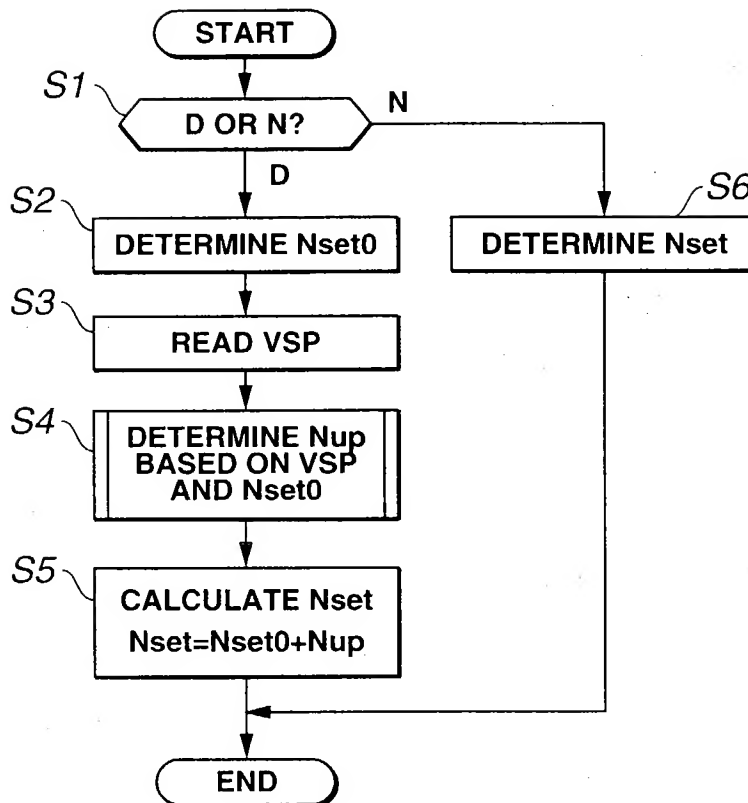 START
S1
D OR N?
N
D
S2
DETERMINE Nset0
S6
DETERMINE Nset
S3
READ VSP
S4
DETERMINE Nup
BASED ON VSP
AND Nset0
S5
CALCULATE Nset
Nset=Nset0+Nup
END